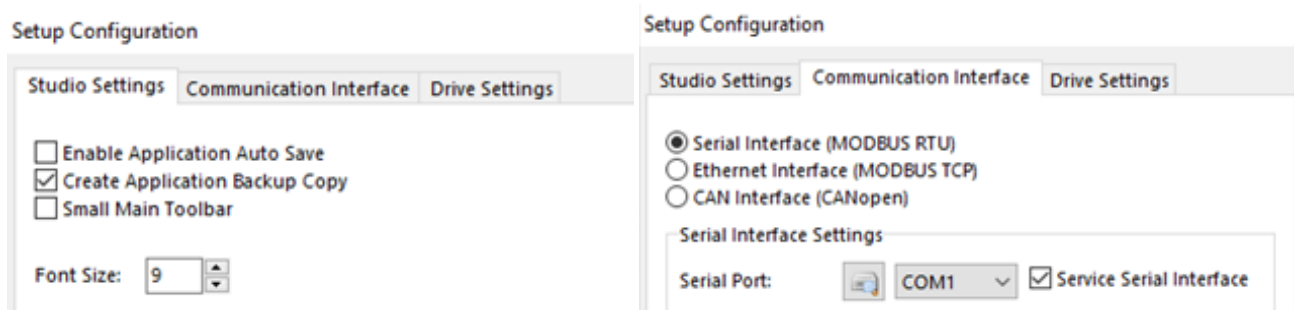 Setup Configuration
Studio Settings Communication Interface Drive Settings
Enable Application Auto Save
Create Application Backup Copy
Small Main Toolbar
Font Size: 9
Setup Configuration
Studio Settings Communication Interface Drive Settings
Serial Interface (MODBUS RTU)
Ethernet Interface (MODBUS TCP)
CAN Interface (CANopen)
Serial Interface Settings
Serial Port: COM1 Service Serial Interface